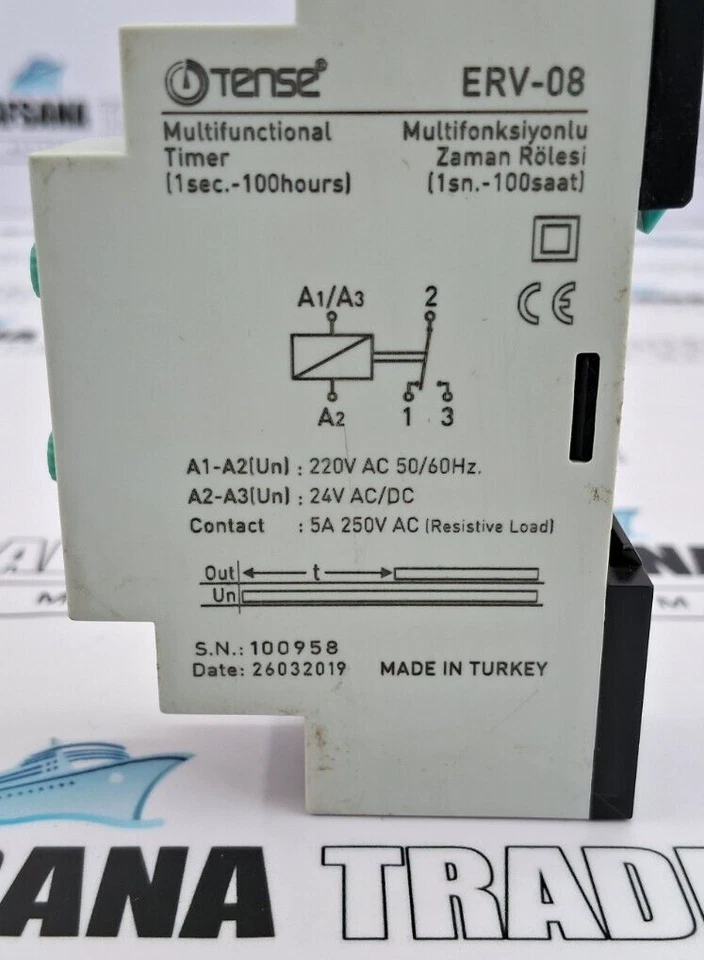 TENSE® ERV-08
Multifunctional Multifonksiyonlu
Timer Zaman Rölesi
(1sec.-100hours) (1sn.-100saat)
CE
A1/A3 2
A2 1 3
A1-A2(Un) : 220V AC 50/60Hz.
A2-A3(Un) : 24V AC/DC
Contact : 5A 250V AC (Resistive Load)
Out t
Un
S.N.: 100958
Date: 26032019 MADE IN TURKEY